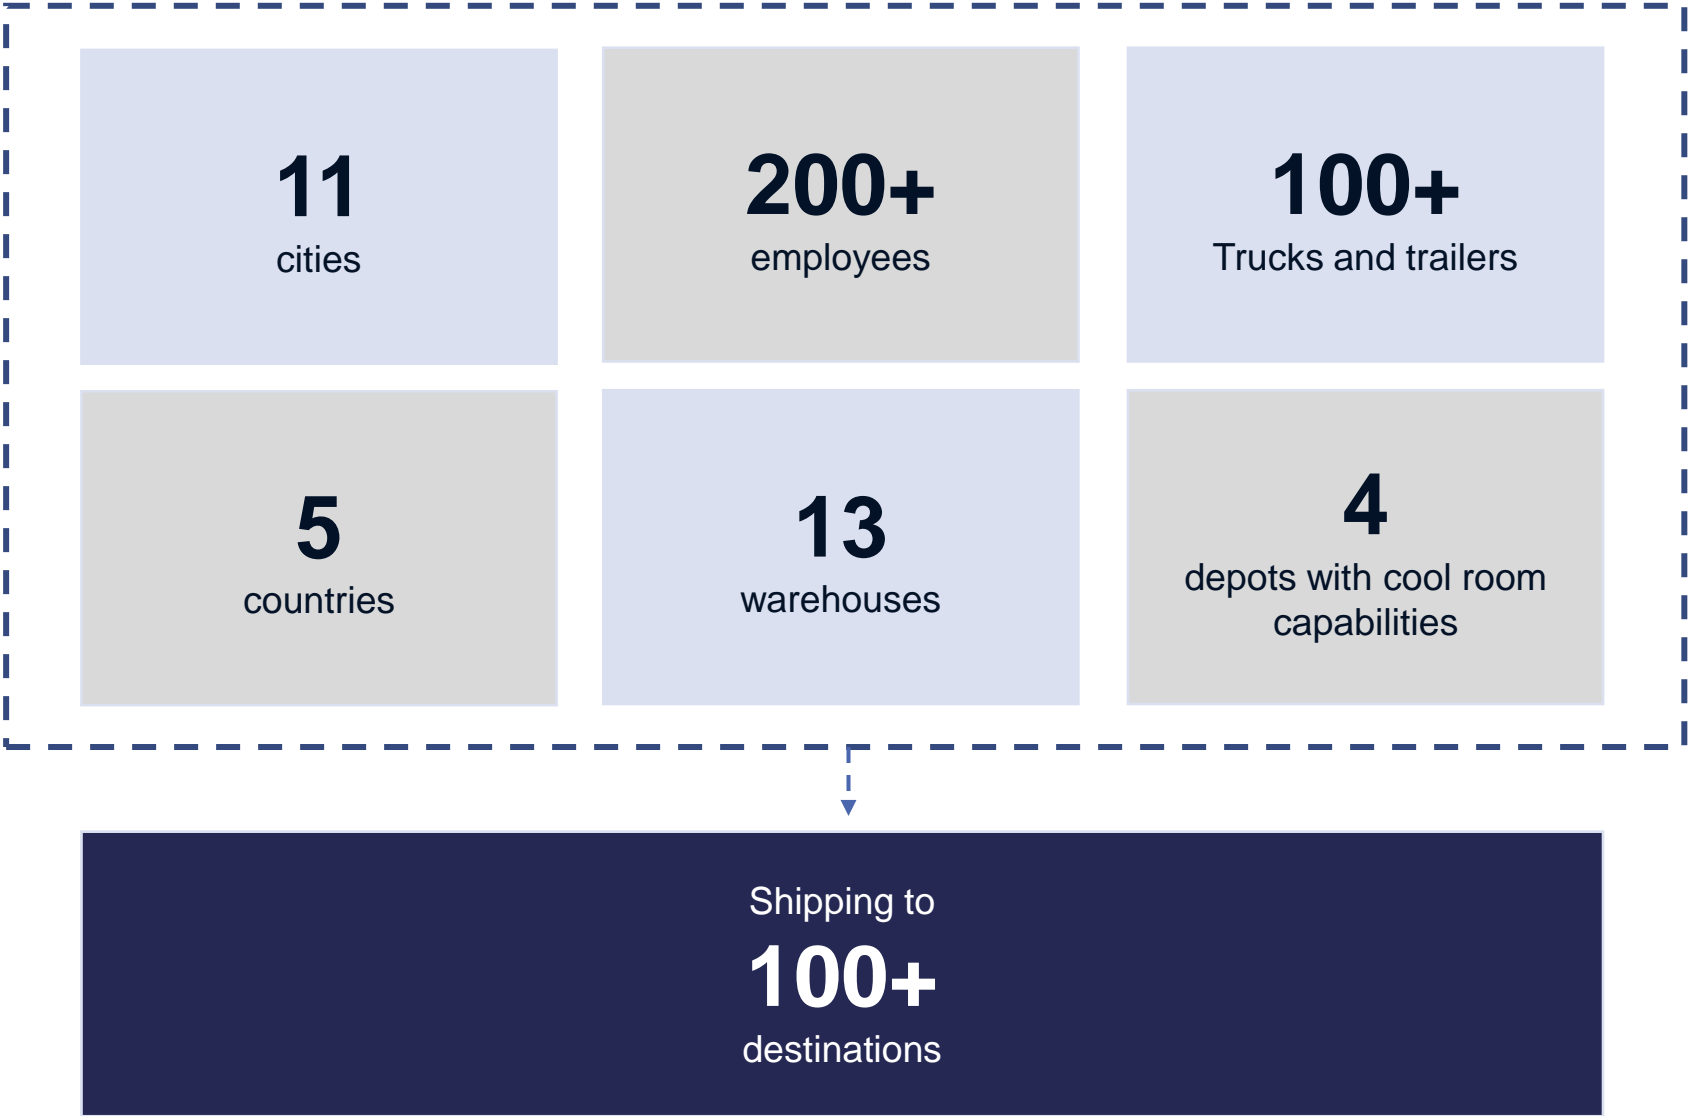 11
cities
200+
employees
100+
Trucks and trailers
5
countries
13
warehouses
4
depots with cool room
capabilities
Shipping to
100+
destinations